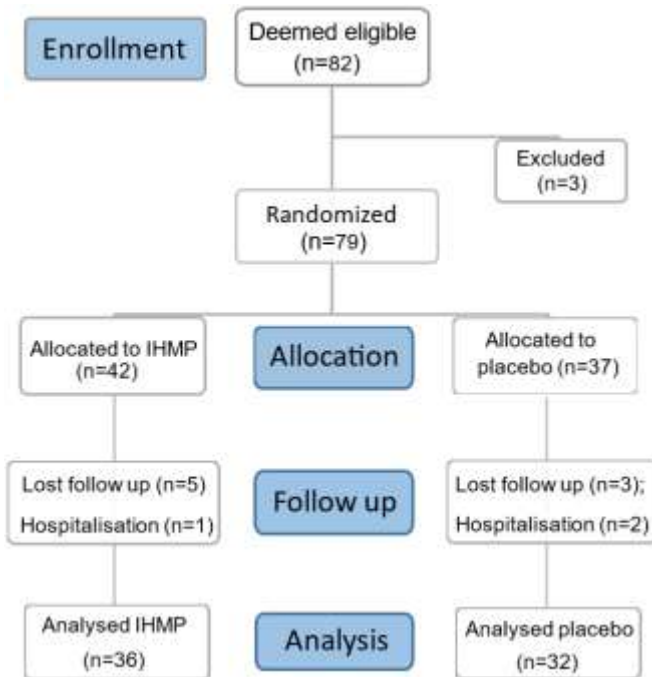 Enrollment
Deemed eligible
(n=82)
Excluded
(n=3)
Randomized
(n=79)
Allocated to IHMP
(n=42)
Allocation
Allocated to
placebo (n=37)
Lost follow up (n=5)
Hospitalisation (n=1)
Follow up
Lost follow up (n=3);
Hospitalisation (n=2)
Analysed IHMP
(n=36)
Analysis
Analysed placebo
(n=32)